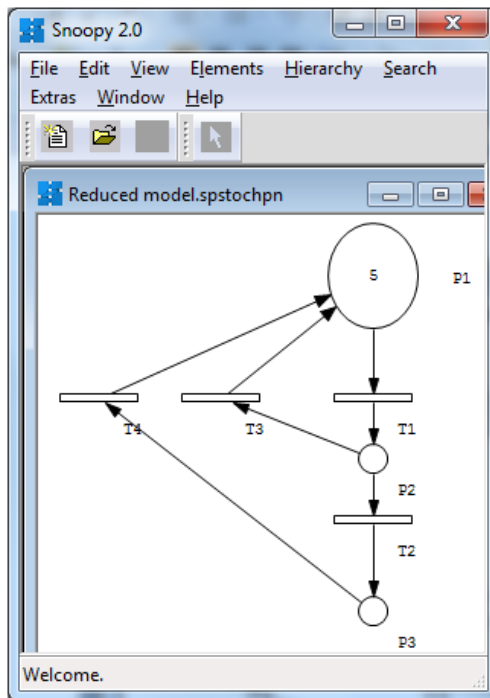 Snoopy 2.0
File Edit View Elements Hierarchy Search
Extras Window Help
Reduced model.spstochpn
5
P1
T4 T3 T1
P2
T2
P3
Welcome.